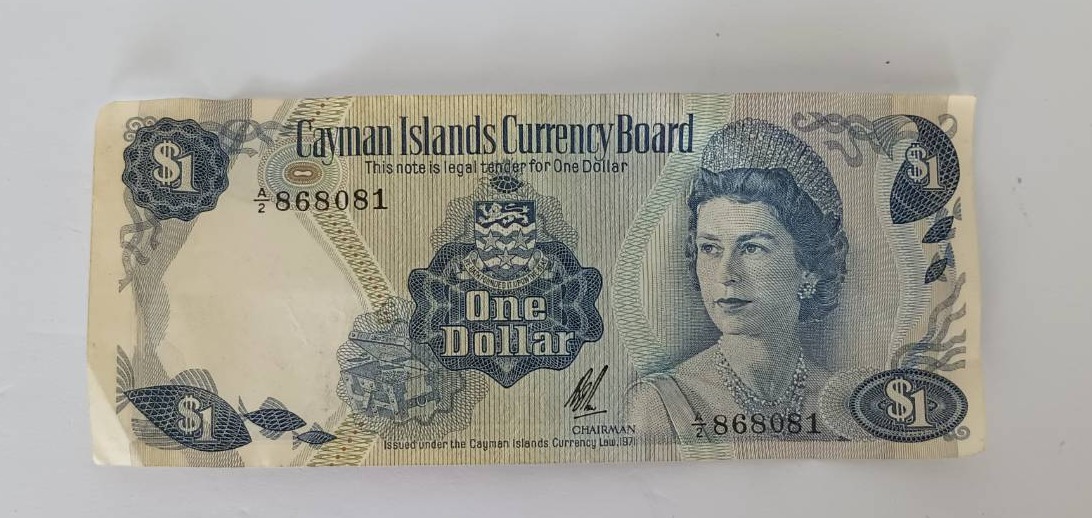 Cayman Islands Currency Board
This note is legal tender for One Dollar
$1
$1
A/2 868081
One
Dollar
CHAIRMAN
A/2 868081
$1
$1
Issued under the Cayman Islands Currency Law, 1971